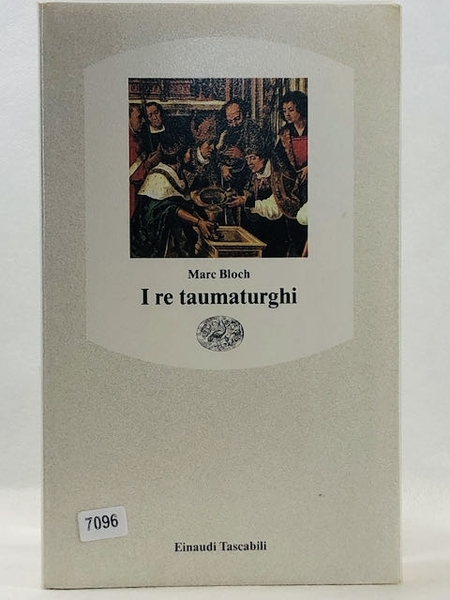 Marc Bloch
I re taumaturghi
7096
Einaudi Tascabili